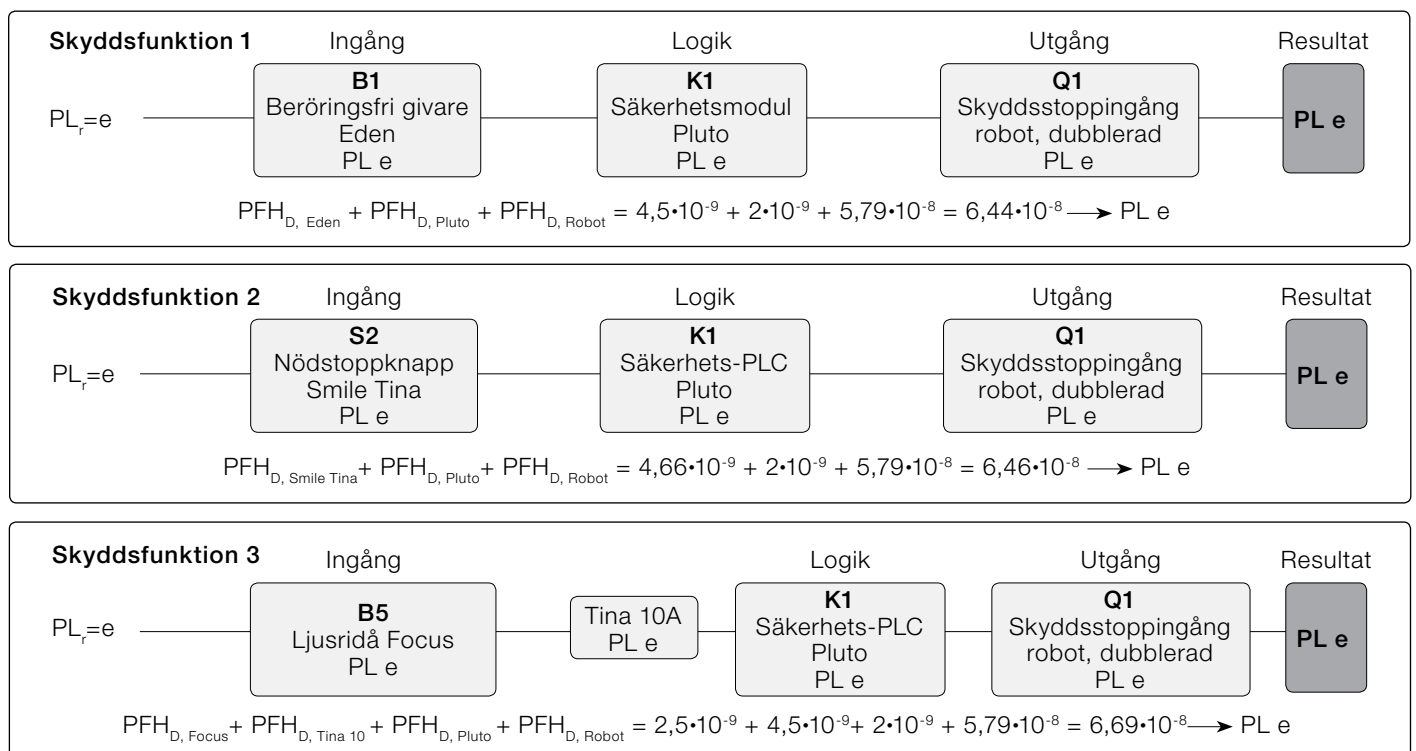 Skyddsfunktion 1
Ingång
Logik
Utgång
Resultat
PLr=e
B1
Beröringsfri givare
Eden
PL e
K1
Säkerhetsmodul
Pluto
PL e
Q1
Skyddsstoppingång
robot, dubblerad
PL e
PL e
PFHD, Eden + PFHD, Pluto + PFHD, Robot = 4,5•10-9 + 2•10-9 + 5,79•10-8 = 6,44•10-8 → PL e
Skyddsfunktion 2
Ingång
Logik
Utgång
Resultat
PLr=e
S2
Nödstoppknapp
Smile Tina
PL e
K1
Säkerhets-PLC
Pluto
PL e
Q1
Skyddsstoppingång
robot, dubblerad
PL e
PL e
PFHD, Smile Tina+ PFHD, Pluto+ PFHD, Robot = 4,66•10-9 + 2•10-9 + 5,79•10-8 = 6,46•10-8 → PL e
Skyddsfunktion 3
Ingång
Logik
Utgång
Resultat
PLr=e
B5
Ljusridå Focus
PL e
Tina 10A
PL e
K1
Säkerhets-PLC
Pluto
PL e
Q1
Skyddsstoppingång
robot, dubblerad
PL e
PL e
PFHD, Focus+ PFHD, Tina 10 + PFHD, Pluto + PFHD, Robot = 2,5•10-9 + 4,5•10-9+ 2•10-9 + 5,79•10-8 = 6,69•10-8→ PL e